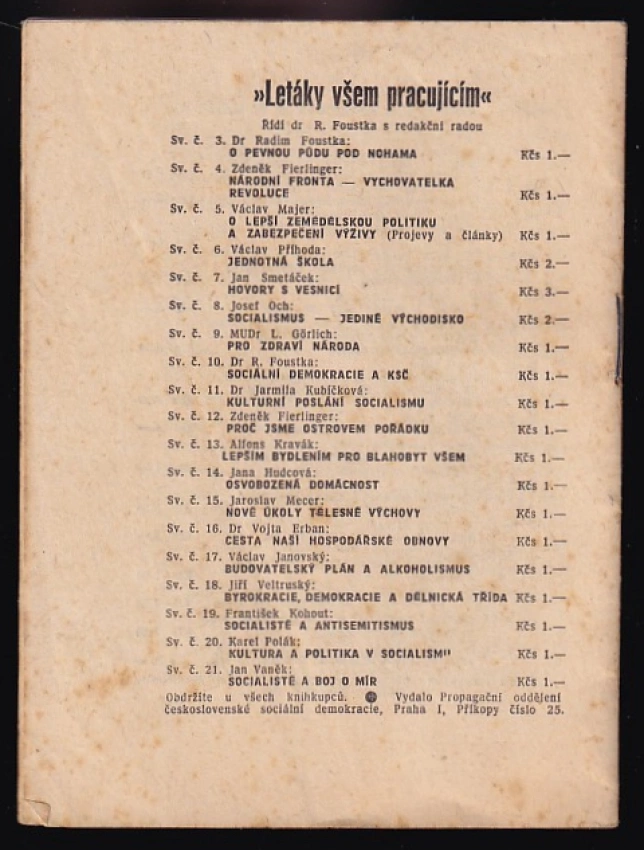 »Letáky všem pracujícím«
Řídí dr R. Foustka s redakční radou
Sv. č. 3. Dr Radim Foustka:
O PEVNOU PŮDU POD NOHAMA Kčs 1.—
Sv. č. 4. Zdeněk Fierlinger:
NÁRODNÍ FRONTA — VYCHOVATELKA
REVOLUCE Kčs 1.—
Sv. č. 5. Václav Majer:
O LEPŠÍ ZEMĚDĚLSKOU POLITIKU
A ZABEZPEČENÍ VÝŽIVY (Projevy a články) Kčs 1.—
Sv. č. 6. Václav Příhoda:
JEDNOTNÁ ŠKOLA Kčs 2.—
Sv. č. 7. Jan Smetáček:
HOVORY S VESNICÍ Kčs 3.—
Sv. č. 8. Josef Och:
SOCIALISMUS — JEDINÉ VÝCHODISKO Kčs 2.—
Sv. č. 9. MUDr L. Görlich:
PRO ZDRAVÍ NÁRODA Kčs 1.—
Sv. č. 10. Dr R. Foustka:
SOCIÁLNÍ DEMOKRACIE A KSČ Kčs 1.—
Sv. č. 11. Dr Jarmila Kubíčková:
KULTURNÍ POSLÁNÍ SOCIALISMU Kčs 1.—
Sv. č. 12. Zdeněk Fierlinger:
PROČ JSME OSTROVEM POŘÁDKU Kčs 1.—
Sv. č. 13. Alfons Kravák:
LEPŠÍM BYDLENÍM PRO BLAHOBYT VŠEM Kčs 1.—
Sv. č. 14. Jana Hudcová:
OSVOBOZENÁ DOMÁCNOST Kčs 1.—
Sv. č. 15. Jaroslav Mecer:
NOVÉ ÚKOLY TĚLESNÉ VÝCHOVY Kčs 1.—
Sv. č. 16. Dr Vojta Erban:
CESTA NAŠÍ HOSPODÁŘSKÉ OBNOVY Kčs 1.—
Sv. č. 17. Václav Janovský:
BUDOVATELSKÝ PLÁN A ALKOHOLISMUS Kčs 1.—
Sv. č. 18. Jiří Veltruský:
BYROKRACIE, DEMOKRACIE A DĚLNICKÁ TŘÍDA Kčs 1.—
Sv. č. 19. František Kohout:
SOCIALISTÉ A ANTISEMITISMUS Kčs 1.—
Sv. č. 20. Karel Polák:
KULTURA A POLITIKA V SOCIALISMU Kčs 1.—
Sv. č. 21. Jan Vaněk:
SOCIALISTÉ A BOJ O MÍR Kčs 1.—
Obdržíte u všech knihkupců. Vydalo Propagační oddělení
československé sociální demokracie, Praha I, Příkopy číslo 25.